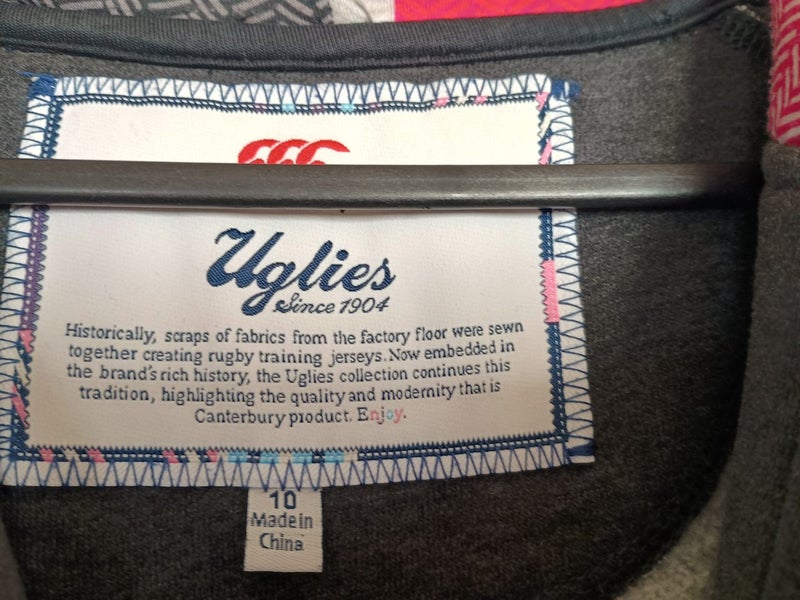 Uglies
Since 1904
Historically, scraps of fabrics from the factory floor were sewn
together creating rugby training jerseys. Now embedded in
the brand's rich history, the Uglies collection continues this
tradition, highlighting the quality and modernity that is
Canterbury product. Enjoy.
10
Made in
China